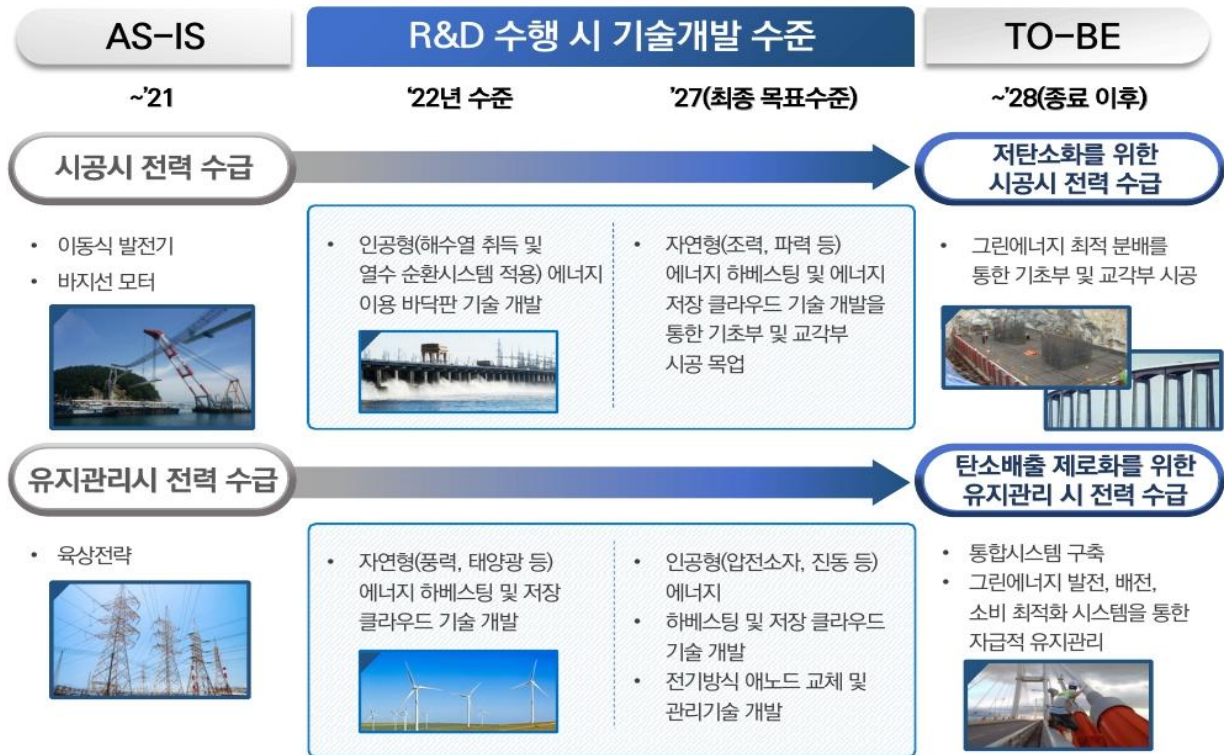 AS-IS
R&D 수행 시 기술개발 수준
TO-BE
~'21
'22년 수준
'27(최종 목표수준)
~'28(종료 이후)
시공시 전력 수급
저탄소화를 위한
시공시 전력 수급
• 이동식 발전기
• 바지선 모터
• 인공형(해수열 취득 및
열수 순환시스템 적용) 에너지
이용 바닥판 기술 개발
• 자연형(조력, 파력 등)
에너지 하베스팅 및 에너지
저장 클라우드 기술 개발을
통한 기초부 및 교각부
시공 목업
• 그린에너지 최적 분배를
통한 기초부 및 교각부 시공
유지관리시 전력 수급
탄소배출 제로화를 위한
유지관리 시 전력 수급
• 육상전략
• 자연형(풍력, 태양광 등)
에너지 하베스팅 및 저장
클라우드 기술 개발
• 인공형(압전소자, 진동 등)
에너지
• 하베스팅 및 저장 클라우드
기술 개발
• 전기방식 애노드 교체 및
관리기술 개발
• 통합시스템 구축
• 그린에너지 발전, 배전,
소비 최적화 시스템을 통한
자급적 유지관리